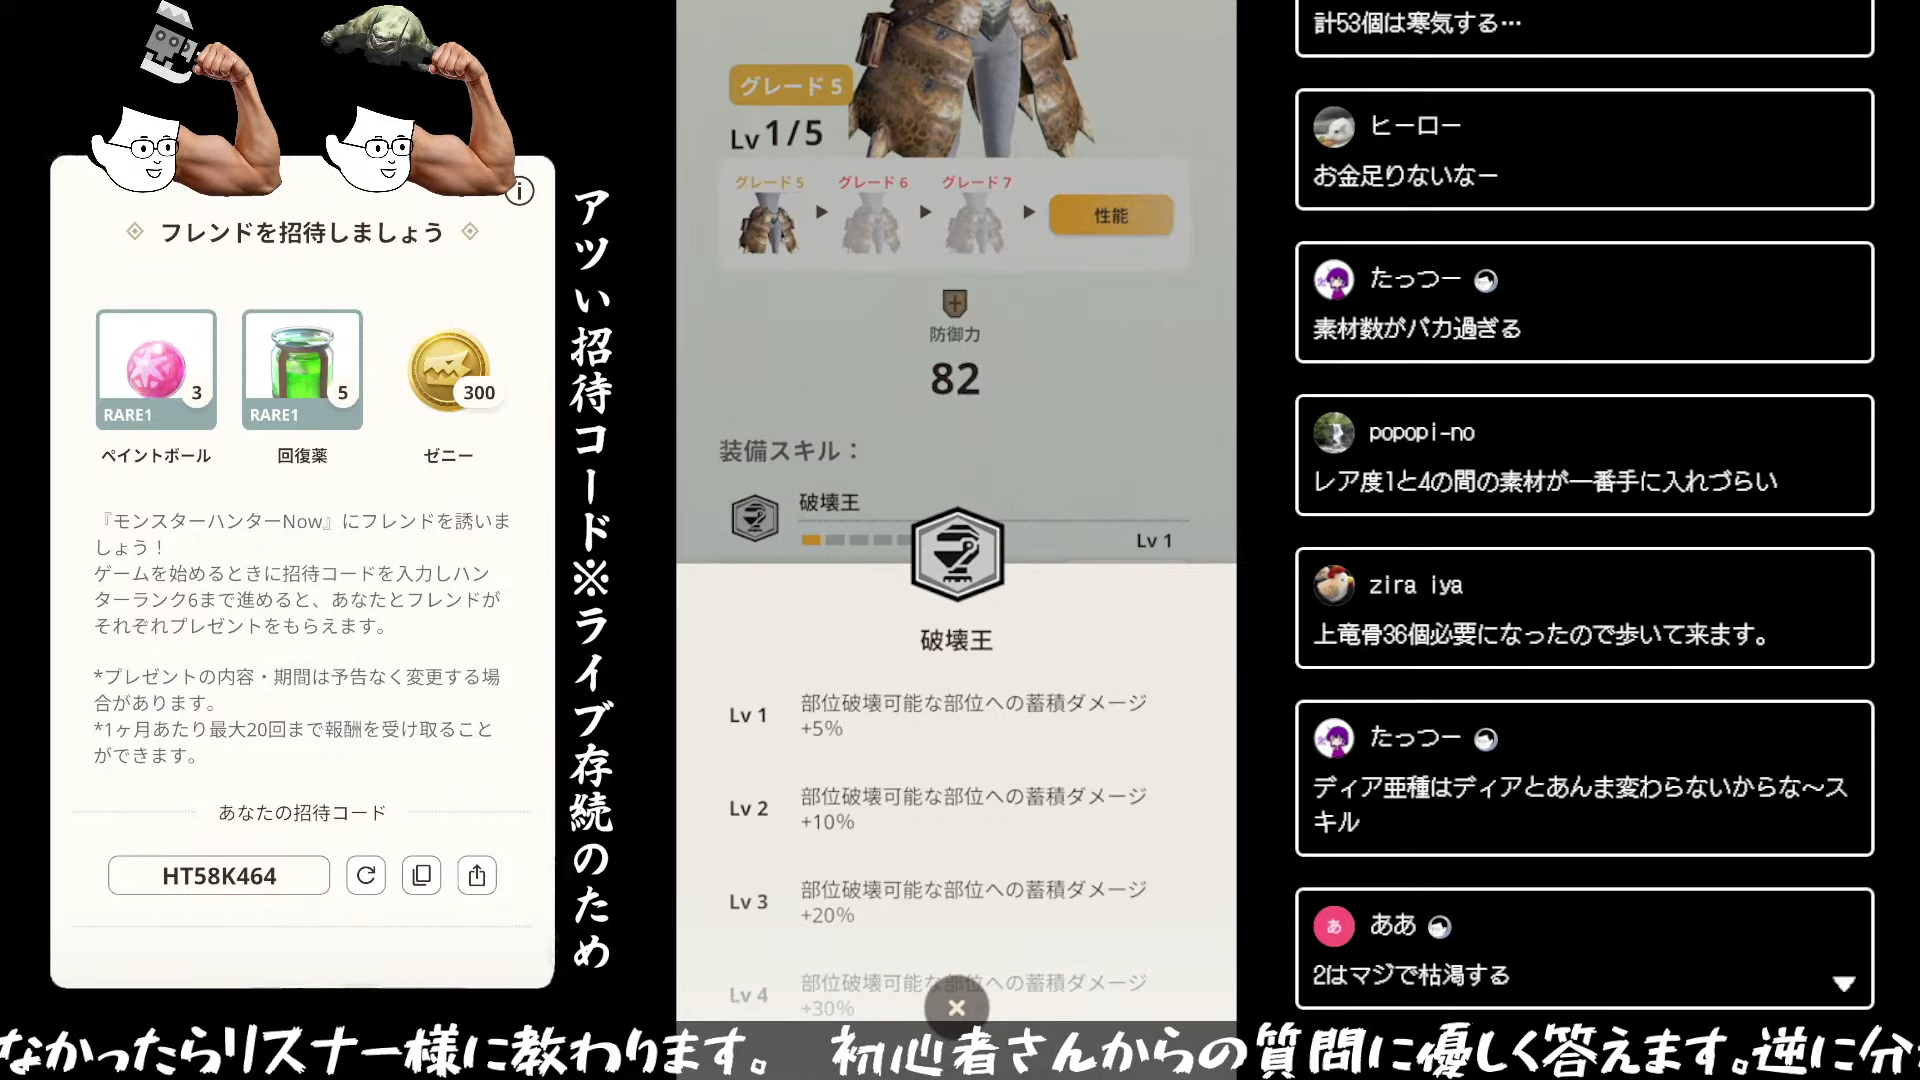 フレンドを招待しましょう
3
RARE1
ペイントボール
5
RARE1
回復薬
300
ゼニー
『モンスターハンターNow』にフレンドを誘いま
しょう！
ゲームを始めるときに招待コードを入力しハン
ターランク6まで進めると、あなたとフレンドが
それぞれプレゼントをもらえます。
*プレゼントの内容・期間は予告なく変更する場
合があります。
*1ヶ月あたり最大20回まで報酬を受け取ること
ができます。
あなたの招待コード
HT58K464
アツい招待コード※ライブ存続のため
グレード 5
Lv 1/5
グレード 5
グレード 6
グレード 7
性能
防御力
82
装備スキル：
破壊王
Lv 1
破壊王
Lv 1
部位破壊可能な部位への蓄積ダメージ
+5%
Lv 2
部位破壊可能な部位への蓄積ダメージ
+10%
Lv 3
部位破壊可能な部位への蓄積ダメージ
+20%
Lv 4
部位破壊可能な部位への蓄積ダメージ
+30%
計53個は寒気する…
ヒーロー
お金足りないなー
たっつー
素材数がバカ過ぎる
popopi-no
レア度1と4の間の素材が一番手に入れづらい
zira iya
上竜骨36個必要になったので歩いて来ます。
たっつー
ディア亜種はディアとあんま変わらないからな～ス
キル
あ
ああ
2はマジで枯渇する
なかったらリスナー様に教わります。 初心者さんからの質問に優しく答えます。逆に分